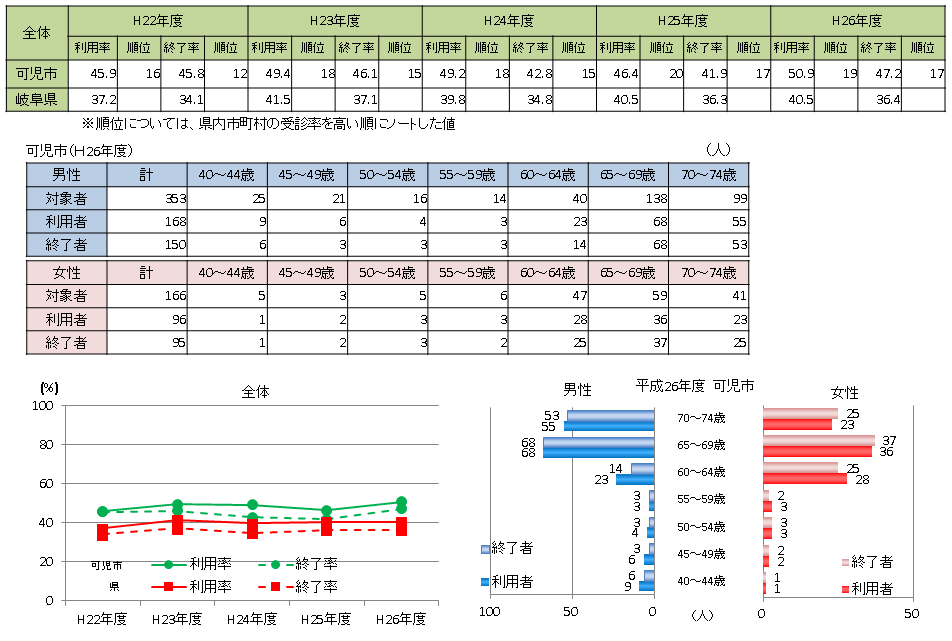 全体 H22年度 H23年度 H24年度 H25年度 H26年度
利用率 順位 終了率 順位 利用率 順位 終了率 順位 利用率 順位 終了率 順位 利用率 順位 終了率 順位 利用率 順位 終了率 順位
可児市 45.9 16 45.8 12 49.4 18 46.1 15 49.2 18 42.8 15 46.4 20 41.9 17 50.9 19 47.2 17
岐阜県 37.2 34.1 41.5 37.1 39.8 34.8 40.5 36.3 40.5 36.4
※順位については、県内市町村の受診率を高い順にソートした値
可児市(H26年度) (人)
男性 計 40～44歳 45～49歳 50～54歳 55～59歳 60～64歳 65～69歳 70～74歳
対象者 353 25 21 16 14 40 138 99
利用者 168 9 6 4 3 23 68 55
終了者 150 6 3 3 3 14 68 53
女性 計 40～44歳 45～49歳 50～54歳 55～59歳 60～64歳 65～69歳 70～74歳
対象者 166 5 3 5 6 47 59 41
利用者 96 1 2 3 3 28 36 23
終了者 95 1 2 3 2 25 37 25
(%) 全体
100
80
60
40
20
0
可児市 利用率 終了率
県 利用率 終了率
H22年度 H23年度 H24年度 H25年度 H26年度
平成26年度 可児市
男性 女性
53 70～74歳 25
55 23
68 65～69歳 37
68 36
14 60～64歳 25
23 28
3 55～59歳 2
3 3
3 50～54歳 3
4 3
3 45～49歳 2
6 2
6 40～44歳 1
9 1
終了者 終了者
利用者 利用者
100 50 0 (人) 0 50